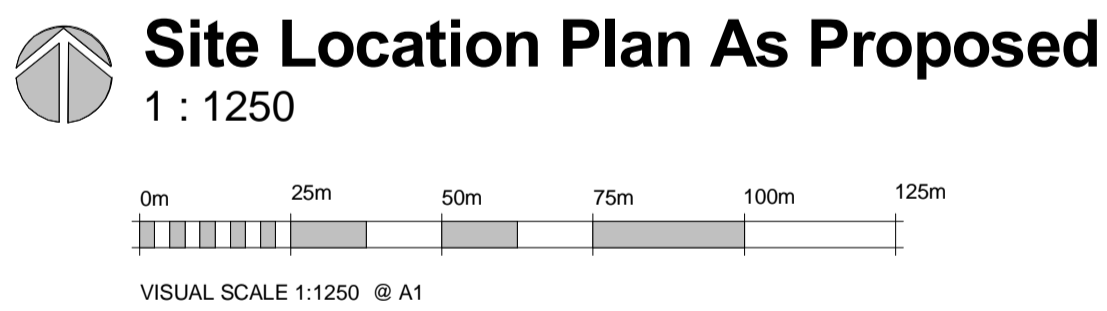 Site Location Plan As Proposed
1 : 1250
0m 25m 50m 75m 100m 125m
VISUAL SCALE 1:1250 @ A1